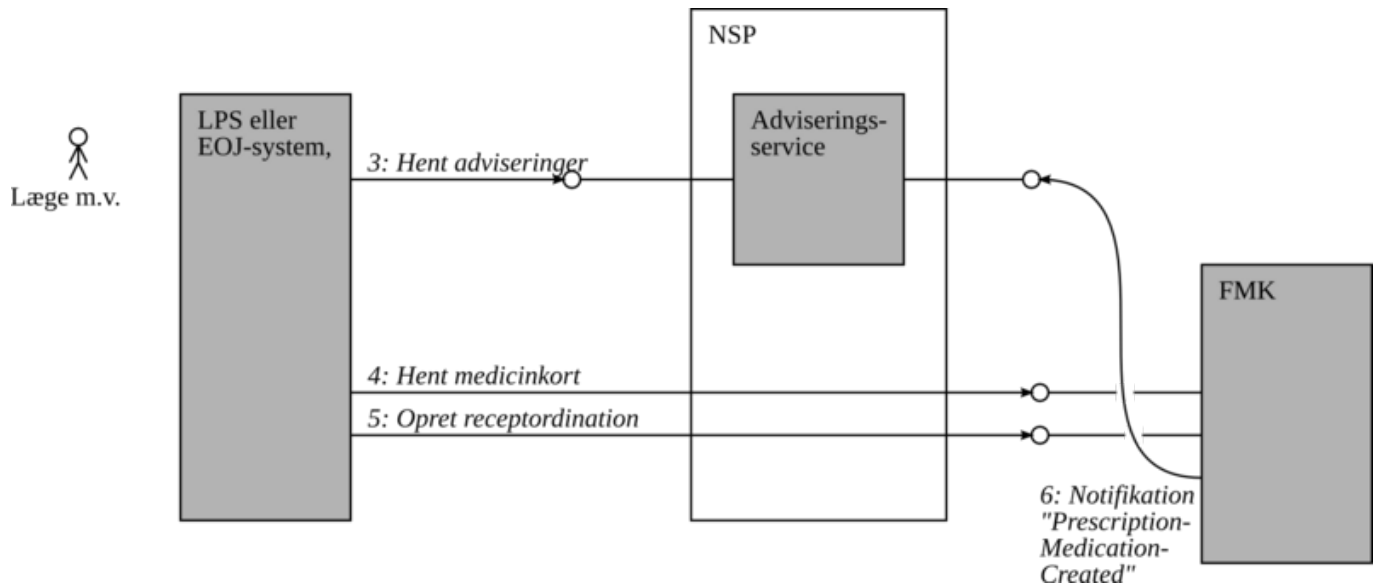 NSP
LPS eller
EOJ-system,
Adviserings-
service
3: Hent adviseringer
Læge m.v.
FMK
4: Hent medicinkort
5: Opret receptordination
6: Notifikation
"Prescription-
Medication-
Created"